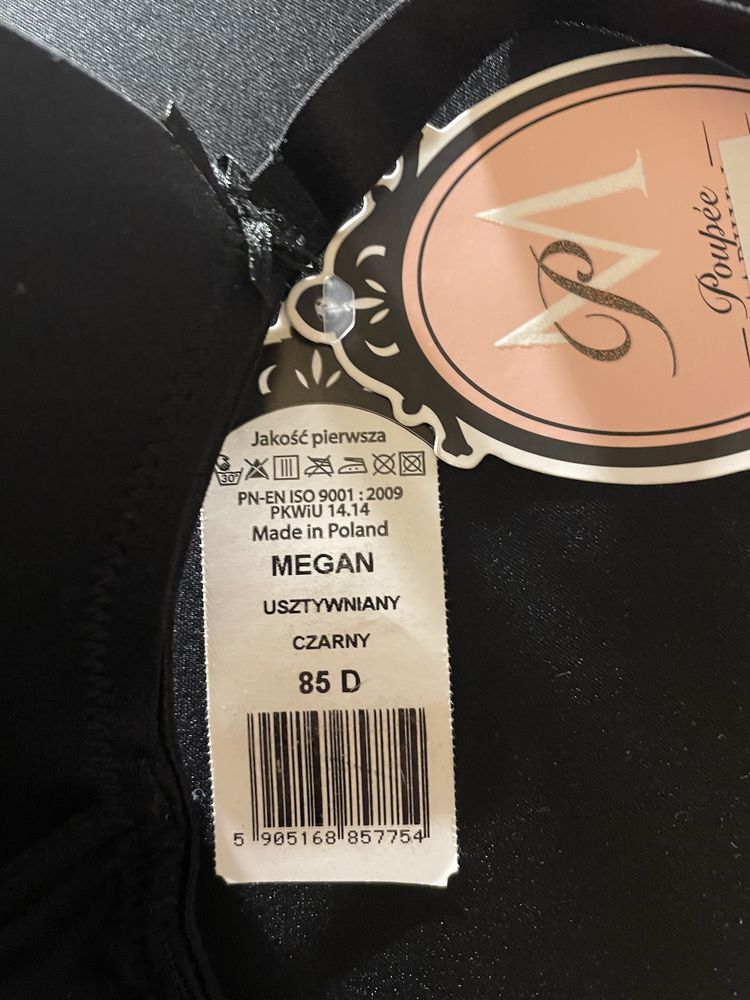 Jakość pierwsza
30°
PN-EN ISO 9001 : 2009
PKWiU 14.14
Made in Poland
MEGAN
USZTYWNIANY
CZARNY
85 D
5 905168 857754
M
P
Poupée